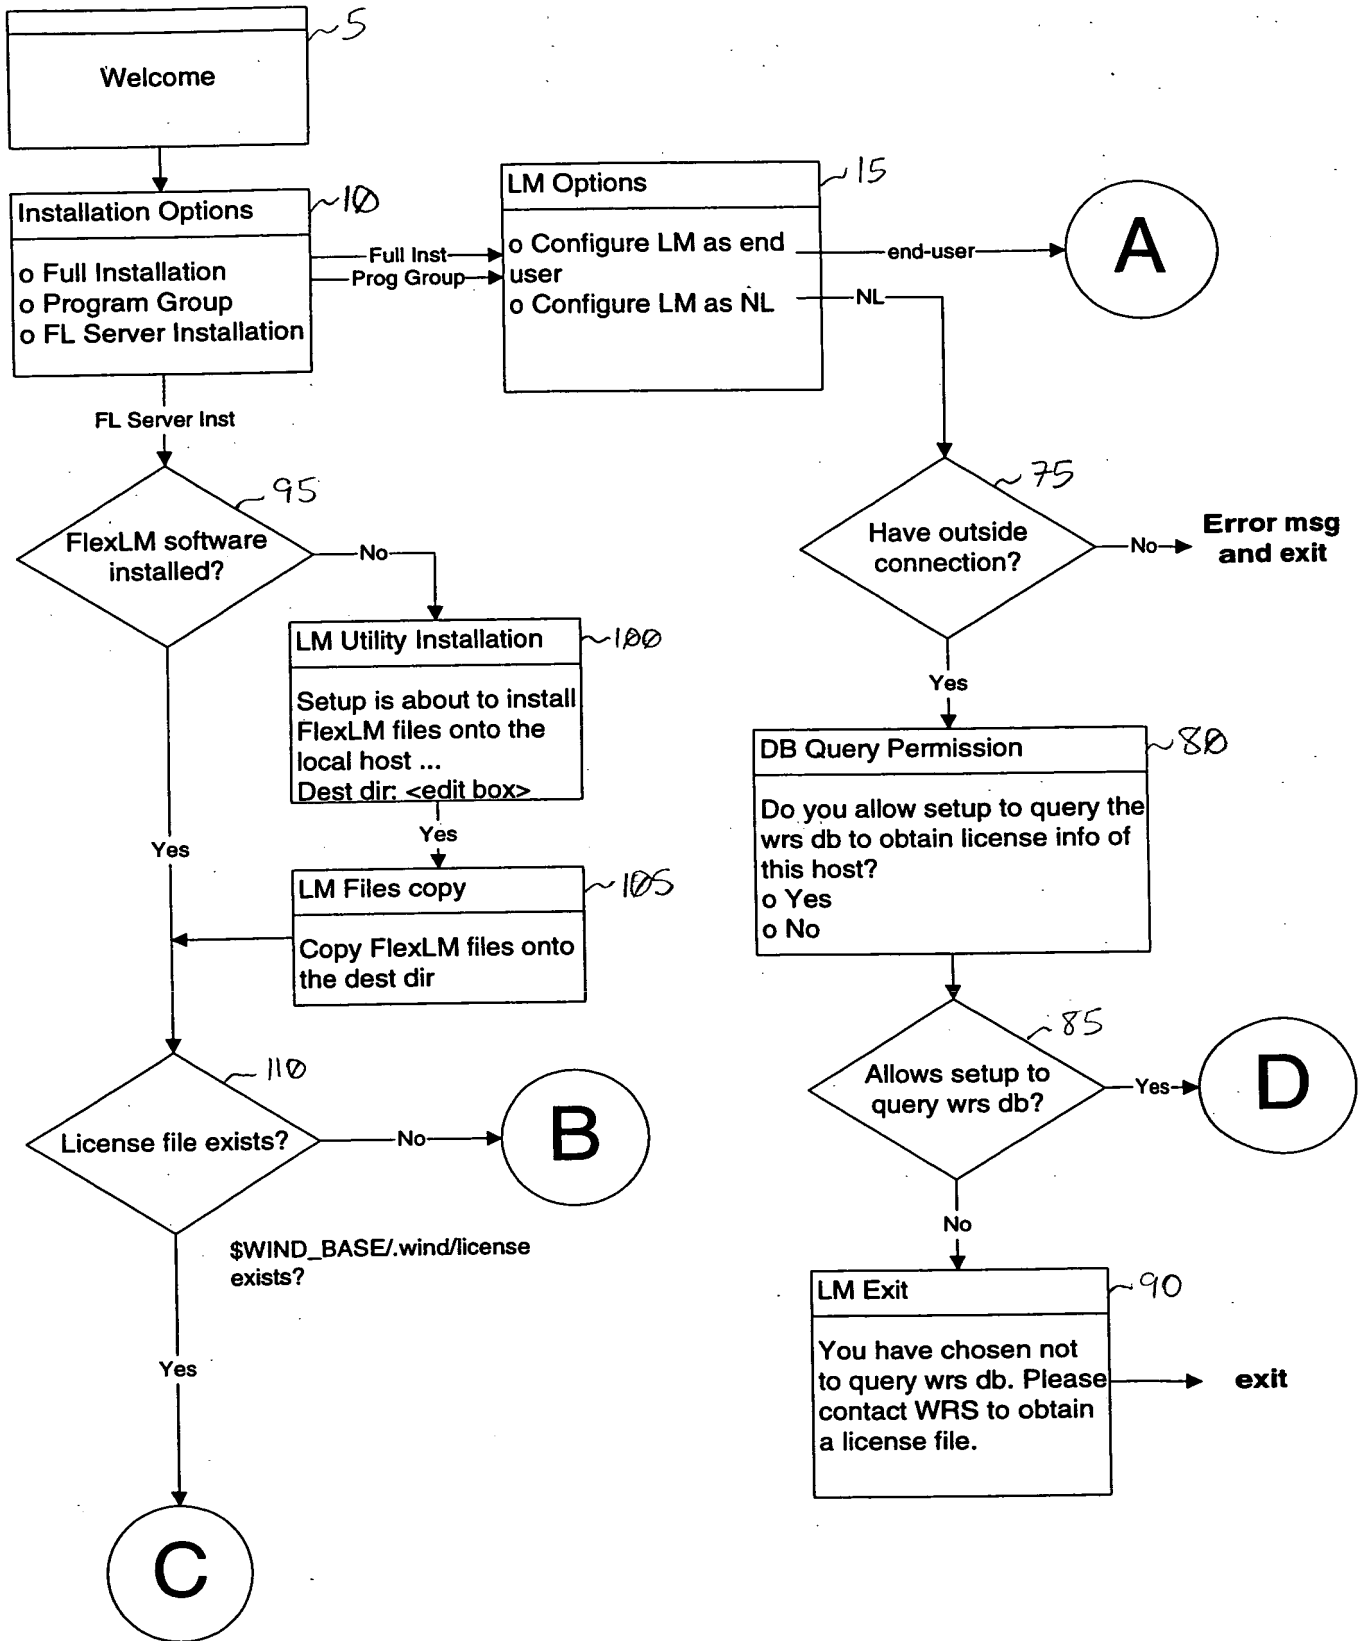 5
Welcome
10
Installation Options
o Full Installation
o Program Group
o FL Server Installation
Full Inst
Prog Group
15
LM Options
o Configure LM as end
user
o Configure LM as NL
end-user
A
NL
FL Server Inst
95
FlexLM software
installed?
No
75
Have outside
connection?
No
Error msg
and exit
100
LM Utility Installation
Setup is about to install
FlexLM files onto the
local host ...
Dest dir: <edit box>
Yes
Yes
Yes
80
DB Query Permission
Do you allow setup to query the
wrs db to obtain license info of
this host?
o Yes
o No
105
LM Files copy
Copy FlexLM files onto
the dest dir
85
Allows setup to
query wrs db?
Yes
D
110
License file exists?
No
B
$WIND_BASE/.wind/license
exists?
No
90
LM Exit
You have chosen not
to query wrs db. Please
contact WRS to obtain
a license file.
exit
Yes
C